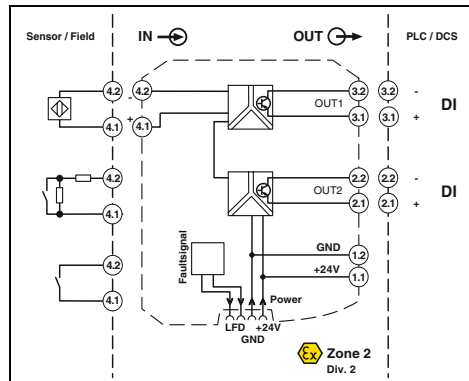 Sensor / Field
IN
OUT
PLC / DCS
4.2
- 4.2
3.2
3.2 -
OUT1
DI
4.1
+ 4.1
3.1
3.1 +
4.2
2.2
2.2 -
OUT2
DI
4.1
2.1
2.1 +
Faultsignal
GND
1.2
4.2
+24V
1.1
4.1
Power
LFD
+24V
GND
Ex
Zone 2
Div. 2